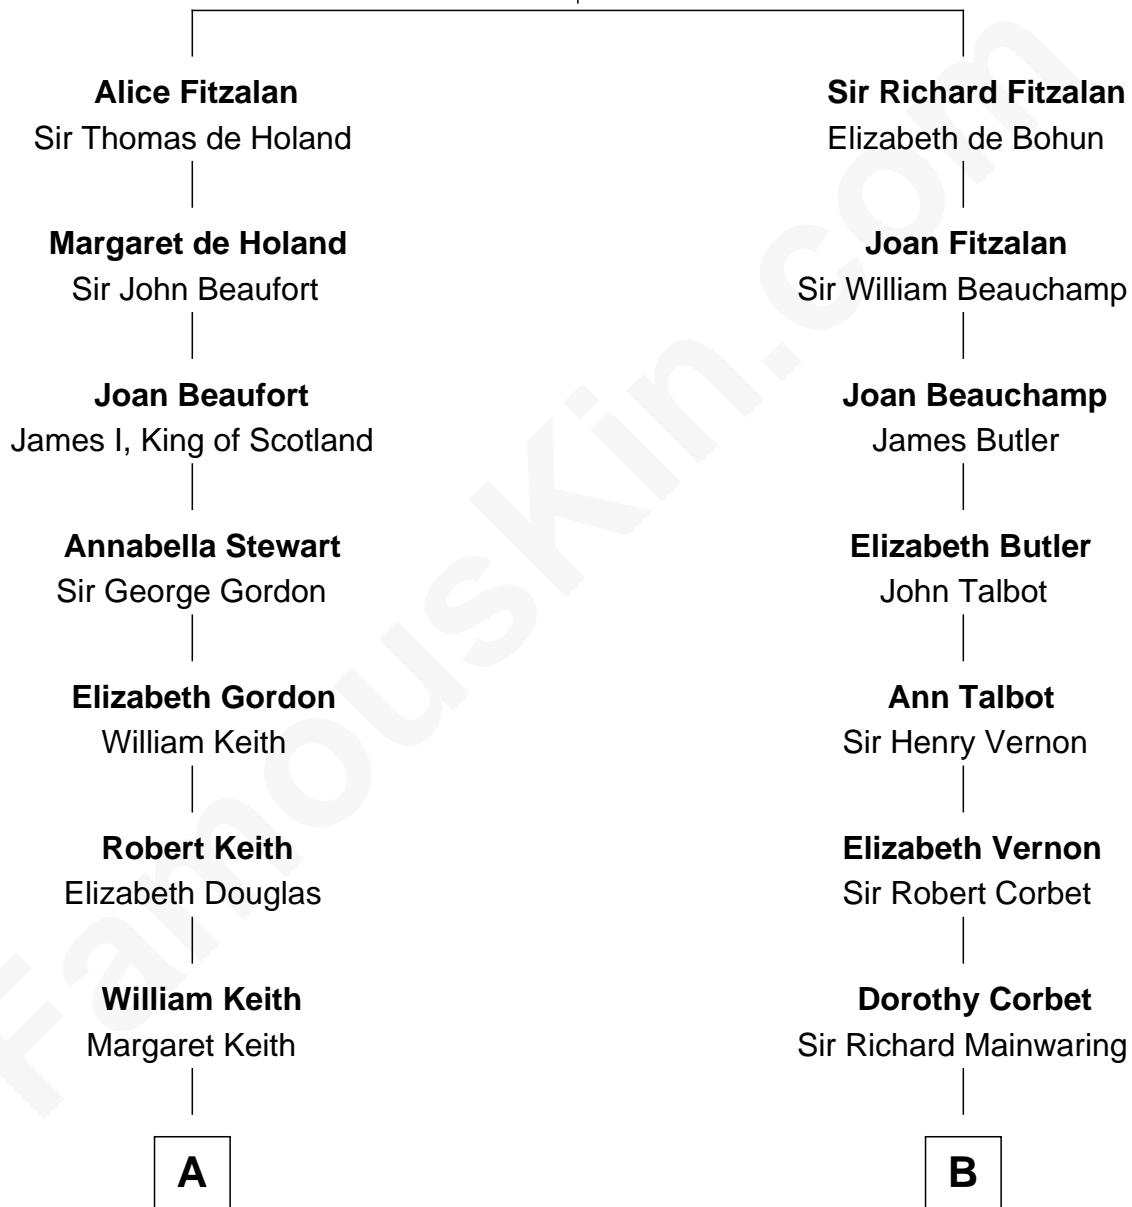 Alice Fitzalan
Sir Thomas de Holand
Margaret de Holand
Sir John Beaufort
Joan Beaufort
James I, King of Scotland
Annabella Stewart
Sir George Gordon
Elizabeth Gordon
William Keith
Robert Keith
Elizabeth Douglas
William Keith
Margaret Keith
A
Sir Richard Fitzalan
Elizabeth de Bohun
Joan Fitzalan
Sir William Beauchamp
Joan Beauchamp
James Butler
Elizabeth Butler
John Talbot
Ann Talbot
Sir Henry Vernon
Elizabeth Vernon
Sir Robert Corbet
Dorothy Corbet
Sir Richard Mainwaring
B
FamousKin.com